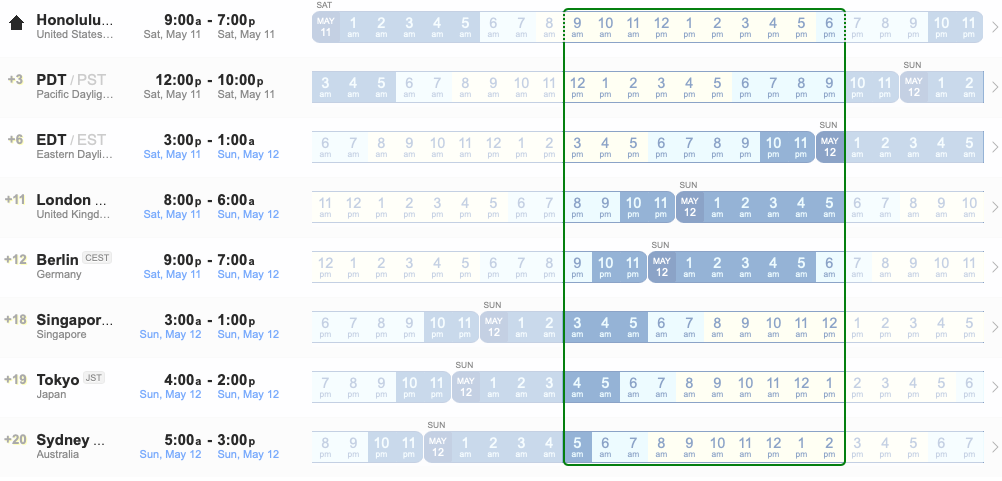 SAT
Honolulu... 9:00a - 7:00p MAY 11 1 am 2 am 3 am 4 am 5 am 6 am 7 am 8 am 9 am 10 am 11 am 12 pm 1 pm 2 pm 3 pm 4 pm 5 pm 6 pm 7 pm 8 pm 9 pm 10 pm 11 pm
United States... Sat, May 11 Sat, May 11
SUN
+3 PDT / PST 12:00p - 10:00p 3 am 4 am 5 am 6 am 7 am 8 am 9 am 10 am 11 am 12 pm 1 pm 2 pm 3 pm 4 pm 5 pm 6 pm 7 pm 8 pm 9 pm 10 pm 11 pm MAY 12 1 am 2 am
Pacific Daylig... Sat, May 11 Sat, May 11
SUN
+6 EDT / EST 3:00p - 1:00a 6 am 7 am 8 am 9 am 10 am 11 am 12 pm 1 pm 2 pm 3 pm 4 pm 5 pm 6 pm 7 pm 8 pm 9 pm 10 pm 11 pm MAY 12 1 am 2 am 3 am 4 am 5 am
Eastern Dayli... Sat, May 11 Sun, May 12
SUN
+11 London ... 8:00p - 6:00a 11 am 12 pm 1 pm 2 pm 3 pm 4 pm 5 pm 6 pm 7 pm 8 pm 9 pm 10 pm 11 pm MAY 12 1 am 2 am 3 am 4 am 5 am 6 am 7 am 8 am 9 am 10 am
United Kingd... Sat, May 11 Sun, May 12
SUN
+12 Berlin CEST 9:00p - 7:00a 12 pm 1 pm 2 pm 3 pm 4 pm 5 pm 6 pm 7 pm 8 pm 9 pm 10 pm 11 pm MAY 12 1 am 2 am 3 am 4 am 5 am 6 am 7 am 8 am 9 am 10 am 11 am
Germany Sat, May 11 Sun, May 12
SUN
+18 Singapor... 3:00a - 1:00p 6 pm 7 pm 8 pm 9 pm 10 pm 11 pm MAY 12 1 am 2 am 3 am 4 am 5 am 6 am 7 am 8 am 9 am 10 am 11 am 12 pm 1 pm 2 pm 3 pm 4 pm 5 pm
Singapore Sun, May 12 Sun, May 12
SUN
+19 Tokyo JST 4:00a - 2:00p 7 pm 8 pm 9 pm 10 pm 11 pm MAY 12 1 am 2 am 3 am 4 am 5 am 6 am 7 am 8 am 9 am 10 am 11 am 12 pm 1 pm 2 pm 3 pm 4 pm 5 pm 6 pm
Japan Sun, May 12 Sun, May 12
SUN
+20 Sydney ... 5:00a - 3:00p 8 pm 9 pm 10 pm 11 pm MAY 12 1 am 2 am 3 am 4 am 5 am 6 am 7 am 8 am 9 am 10 am 11 am 12 pm 1 pm 2 pm 3 pm 4 pm 5 pm 6 pm 7 pm
Australia Sun, May 12 Sun, May 12